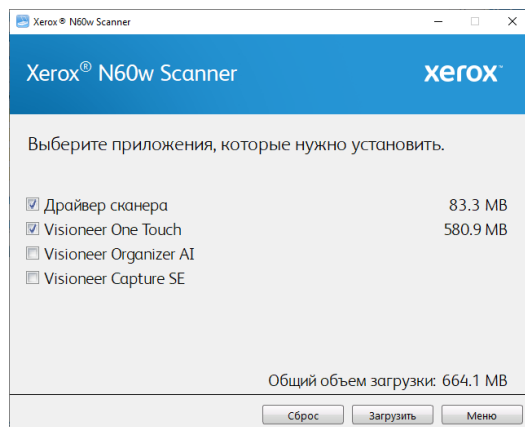 Xerox® N60w Scanner
Xerox® N60w Scanner
xerox™
Выберите приложения, которые нужно установить.
Драйвер сканера 83.3 MB
Visioneer One Touch 580.9 MB
Visioneer Organizer AI
Visioneer Capture SE
Общий объем загрузки: 664.1 MB
Сброс Загрузить Меню